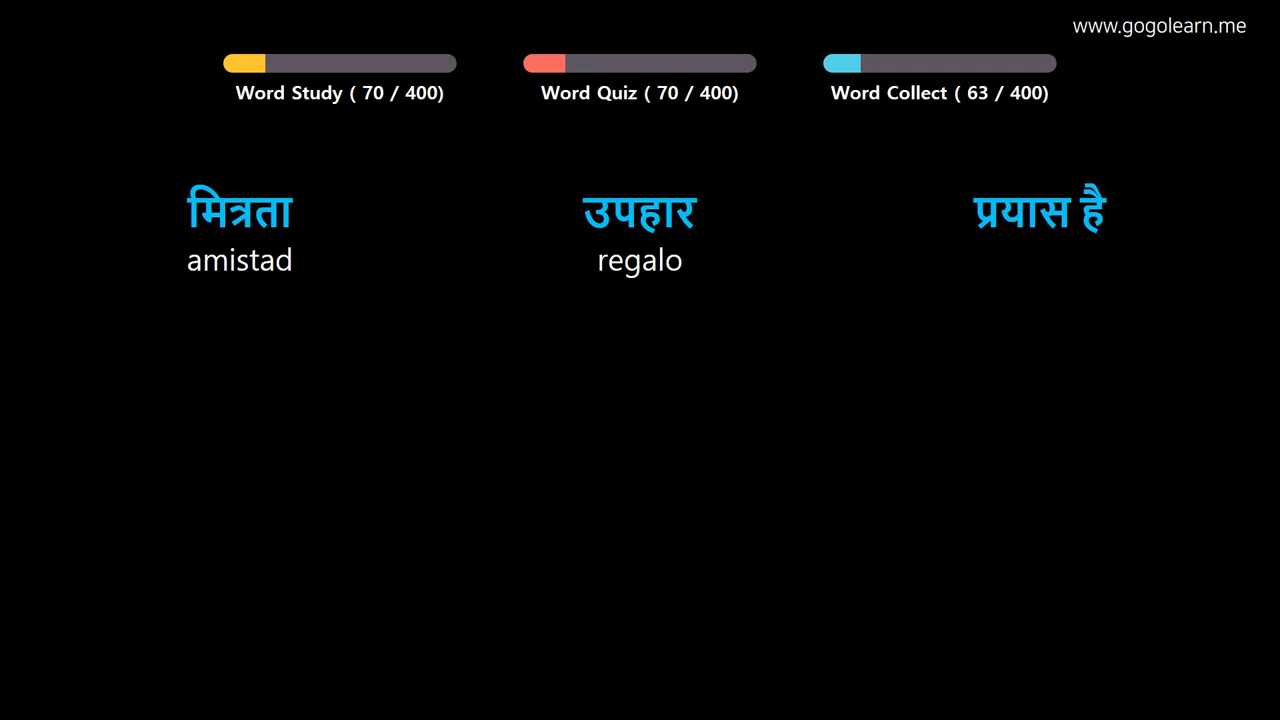 www.gogolearn.me
Word Study ( 70 / 400)
Word Quiz ( 70 / 400)
Word Collect ( 63 / 400)
मित्रता
उपहार
प्रयास है
amistad
regalo